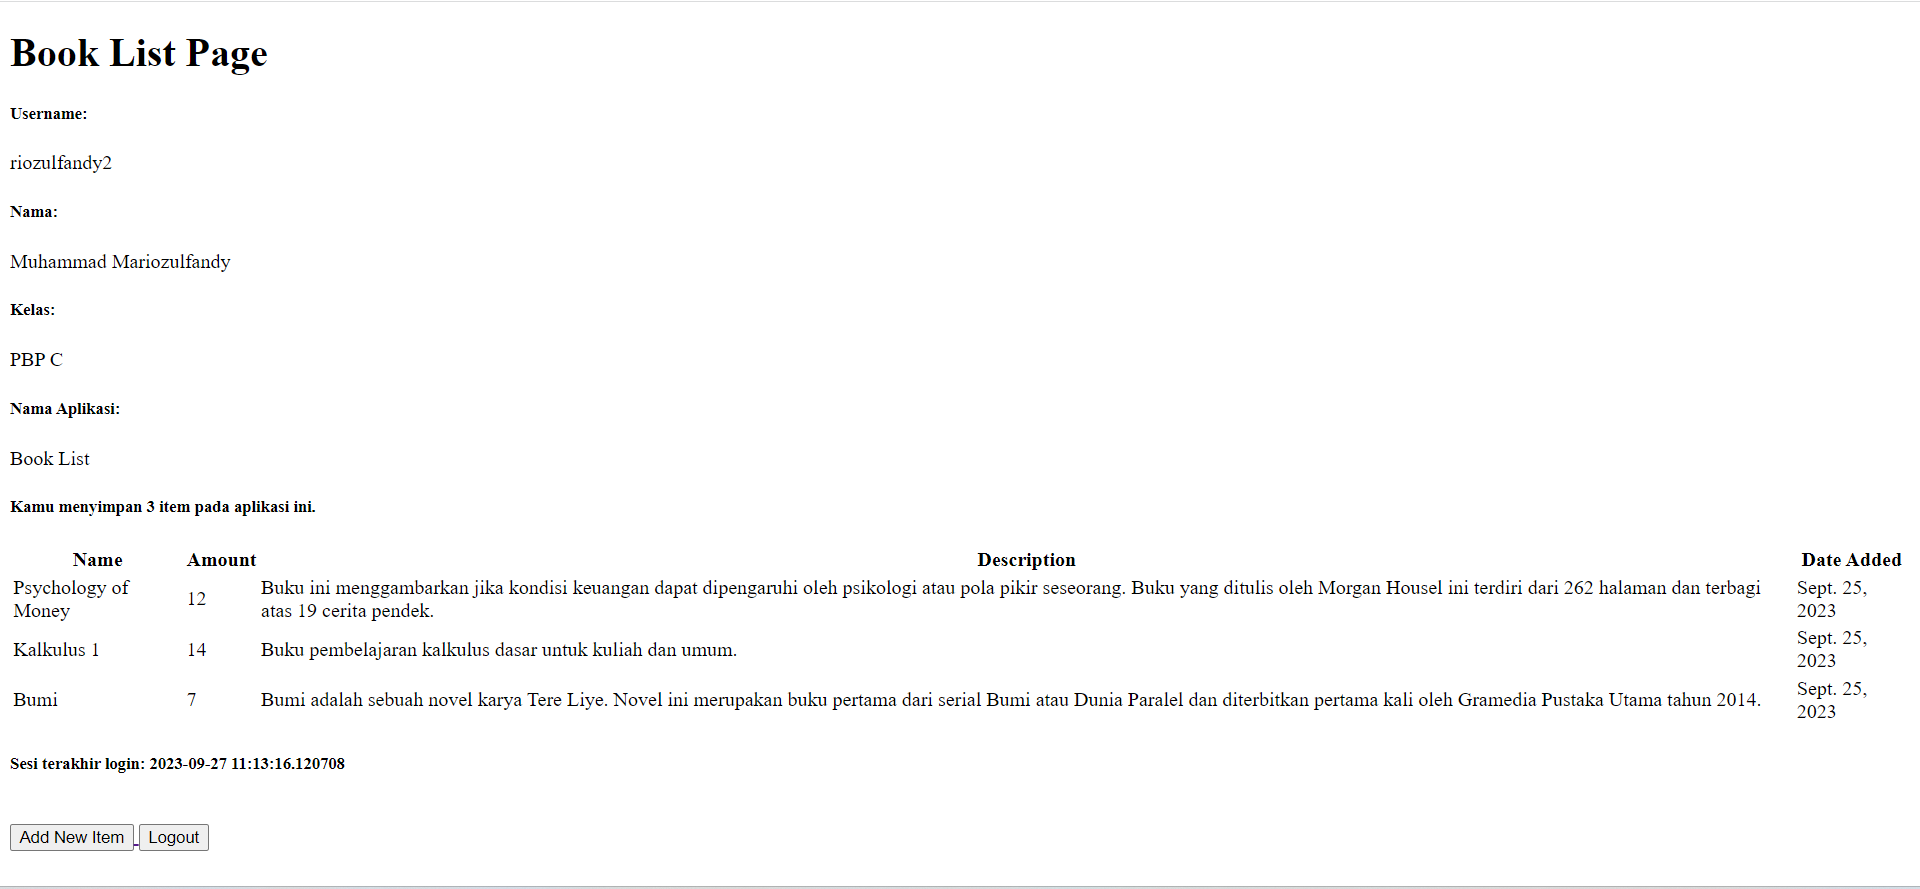 Book List Page
Username:
riozulfandy2
Nama:
Muhammad Mariozulfandy
Kelas:
PBP C
Nama Aplikasi:
Book List
Kamu menyimpan 3 item pada aplikasi ini.
Name Amount Description Date Added
Psychology of Money 12 Buku ini menggambarkan jika kondisi keuangan dapat dipengaruhi oleh psikologi atau pola pikir seseorang. Buku yang ditulis oleh Morgan Housel ini terdiri dari 262 halaman dan terbagi atas 19 cerita pendek. Sept. 25, 2023
Kalkulus 1 14 Buku pembelajaran kalkulus dasar untuk kuliah dan umum. Sept. 25, 2023
Bumi 7 Bumi adalah sebuah novel karya Tere Liye. Novel ini merupakan buku pertama dari serial Bumi atau Dunia Paralel dan diterbitkan pertama kali oleh Gramedia Pustaka Utama tahun 2014. Sept. 25, 2023
Sesi terakhir login: 2023-09-27 11:13:16.120708
Add New Item Logout